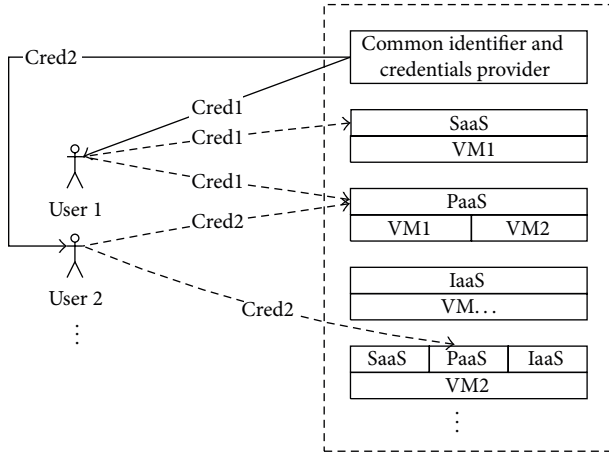 Common identifier and
credentials provider
Cred2
Cred1
Cred1
SaaS
VM1
Cred1
User 1
PaaS
VM1 VM2
Cred2
User 2
IaaS
VM...
Cred2
SaaS PaaS IaaS
VM2
⋮
⋮